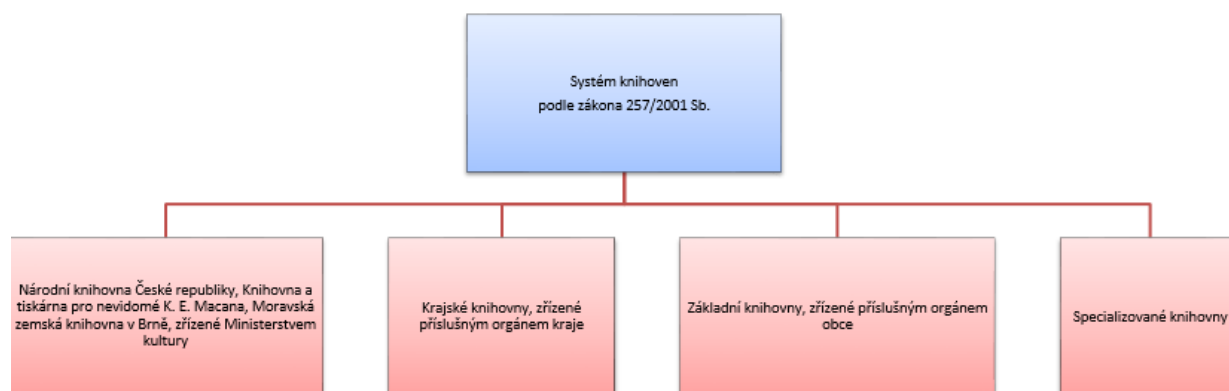 Systém knihoven
podle zákona 257/2001 Sb.
Národní knihovna České republiky, Knihovna a
tiskárna pro nevidomé K. E. Macana, Moravská
zemská knihovna v Brně, zřízené Ministerstvem
kultury
Krajské knihovny, zřízené
příslušným orgánem kraje
Základní knihovny, zřízené příslušným orgánem
obce
Specializované knihovny